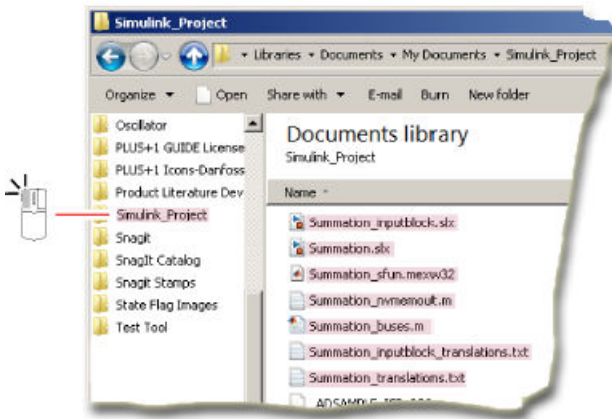 Simulink_Project
Libraries • Documents • My Documents • Simulink_Project
Organize Open Share with E-mail Burn New folder
Oscillator
PLUS+1 GUIDE License
PLUS+1 Icons-Danfoss
Product Literature Dev
Simulink_Project
Snagit
SnagIt Catalog
Snagit Stamps
State Flag Images
Test Tool
Documents library
Simulink_Project
Name
Summation_inputblock.slx
Summation.slx
Summation_sfun.mexw32
Summation_nvmemout.m
Summation_buses.m
Summation_inputblock_translations.txt
Summation_translations.txt